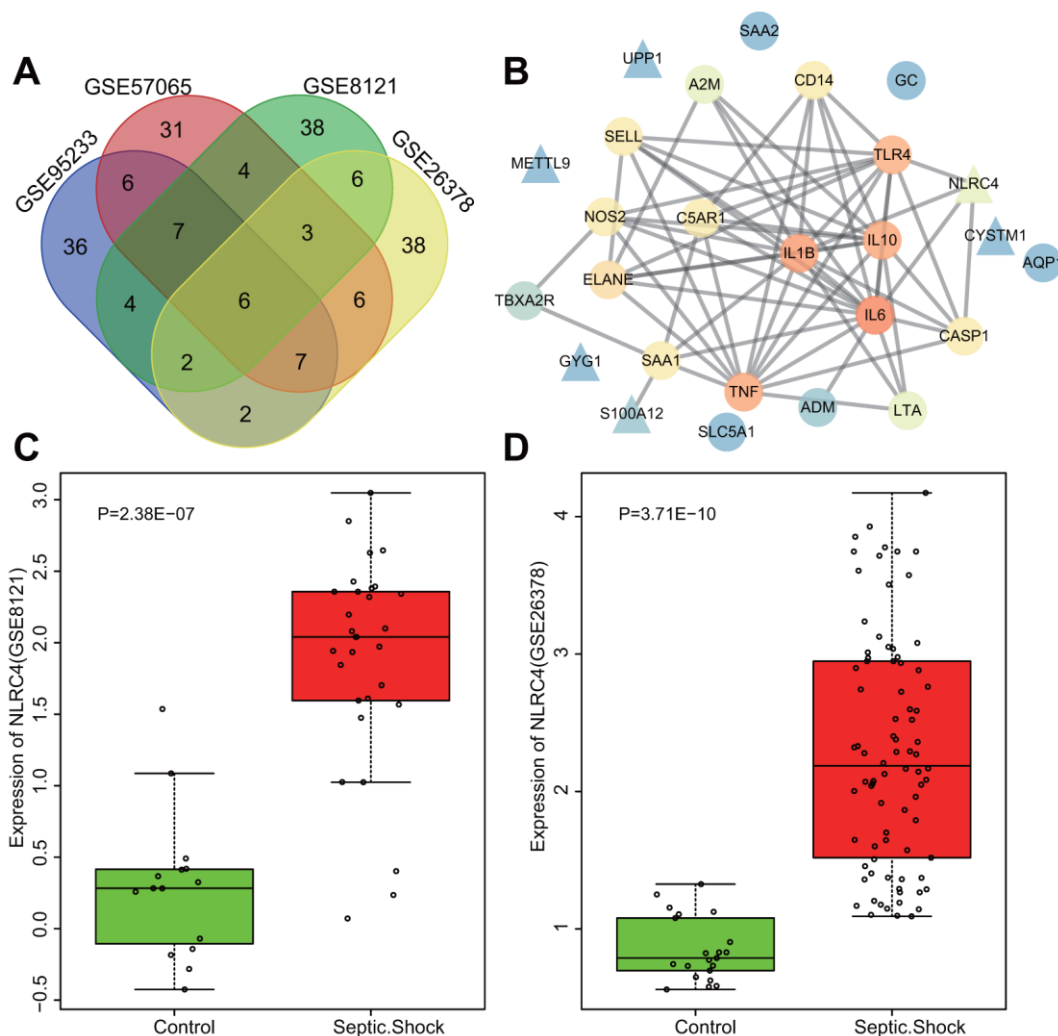 A
GSE57065
GSE8121
GSE95233
GSE26378
31
38
6
4
6
36
7
3
38
4
6
6
2
7
2
B
SAA2
UPP1
A2M
CD14
GC
SELL
TLR4
METTL9
NLRC4
NOS2
C5AR1
IL10
CYSTM1
IL1B
AQP1
ELANE
TBXA2R
IL6
CASP1
GYG1
SAA1
TNF
S100A12
ADM
LTA
SLC5A1
C
P=2.38E−07
Expression of NLRC4(GSE8121)
3.0
2.5
2.0
1.5
1.0
0.5
0.0
−0.5
Control Septic.Shock
D
P=3.71E−10
Expression of NLRC4(GSE26378)
4
3
2
1
Control Septic.Shock